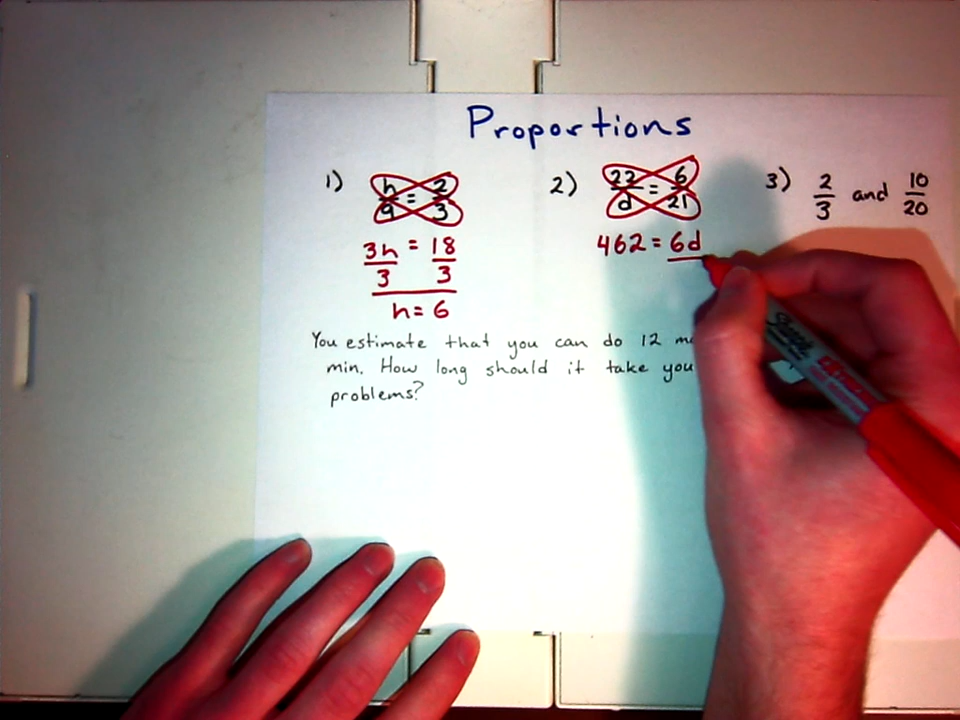 Proportions
1) h/9 = 2/3
3h/3 = 18/3
h = 6
2) 22/d = 6/21
462 = 6d
3) 2/3 and 10/20
You estimate that you can do 12
min. How long should it take you
problems?
Sharpie